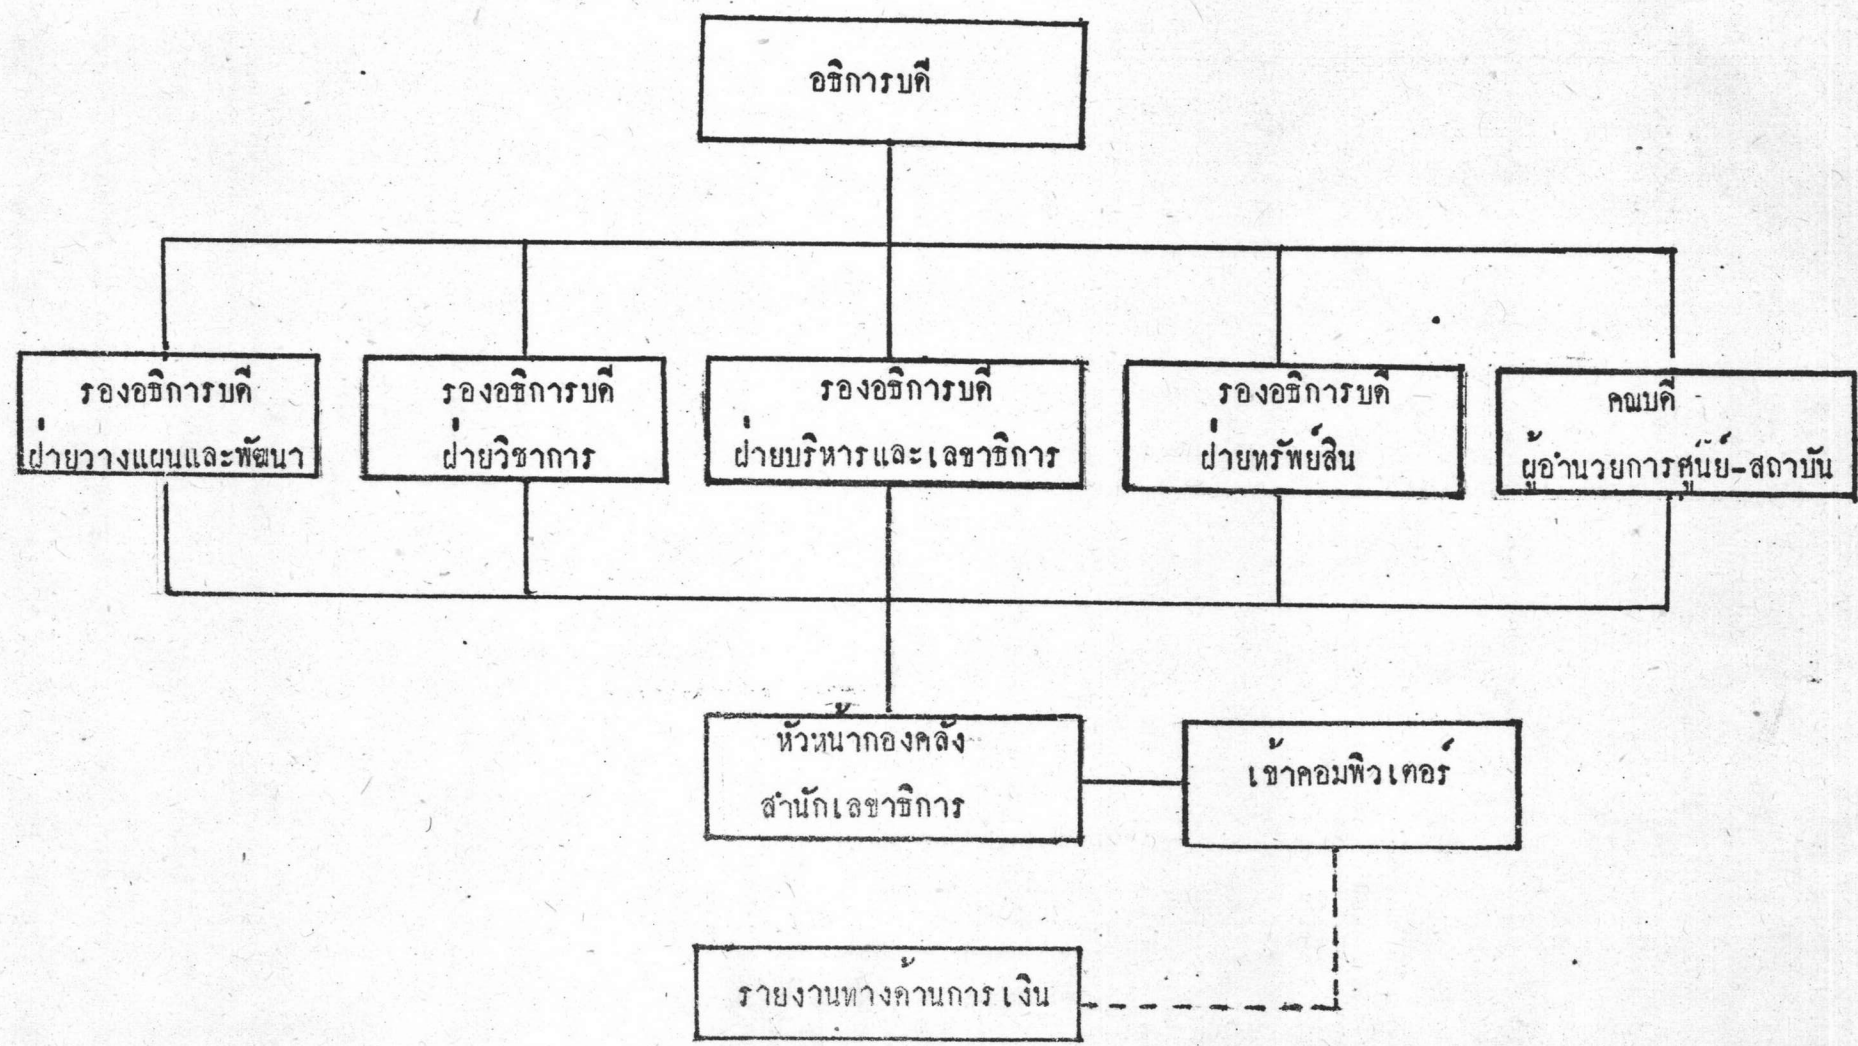 อธิการบดี
รองอธิการบดี
ฝ่ายวางแผนและพัฒนา
รองอธิการบดี
ฝ่ายวิชาการ
รองอธิการบดี
ฝ่ายบริหารและเลขาธิการ
รองอธิการบดี
ฝ่ายทรัพย์สิน
คณบดี
ผู้อำนวยการศูนย์-สถาบัน
หัวหน้ากองคลัง
สำนักเลขาธิการ
เข้าคอมพิวเตอร์
รายงานทางด้านการเงิน